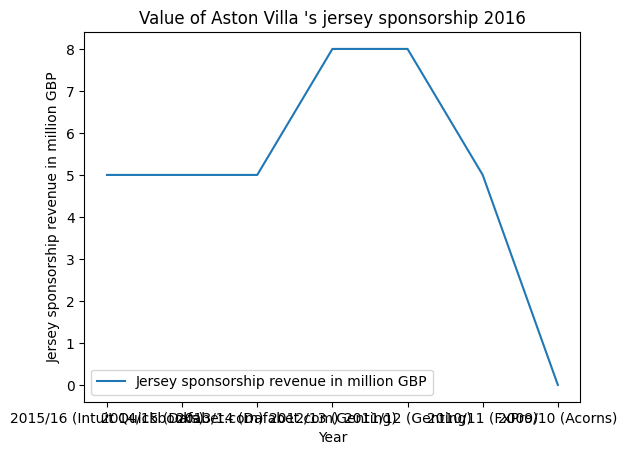 Value of Aston Villa 's jersey sponsorship 2016
Jersey sponsorship revenue in million GBP
8
7
6
5
4
3
2
1
0
Jersey sponsorship revenue in million GBP
2015/16 (Intuit QuickBooks)
2014/15 (Dafabet.com)
2013/14 (Dafabet.com)
2012/13 (Genting)
2011/12 (Genting)
2010/11 (FxPro)
2009/10 (Acorns)
Year